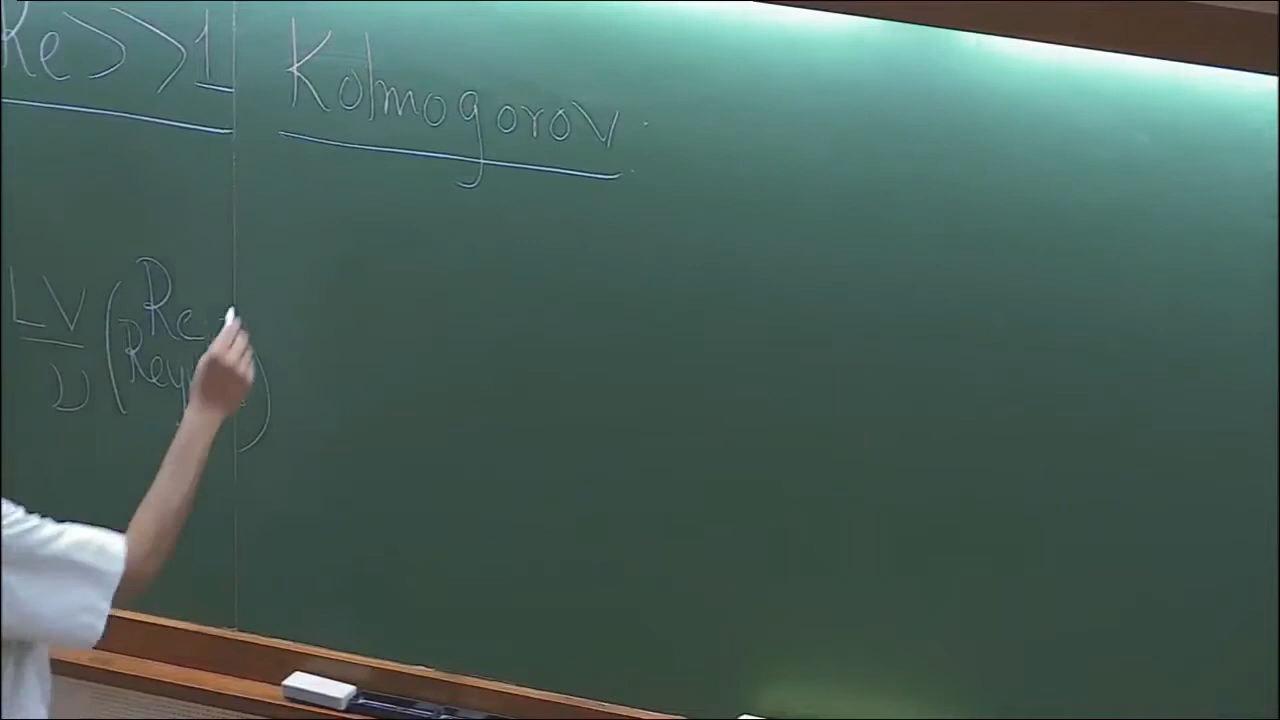 Re >> 1
Kolmogorov
LV
ν
(Re
)